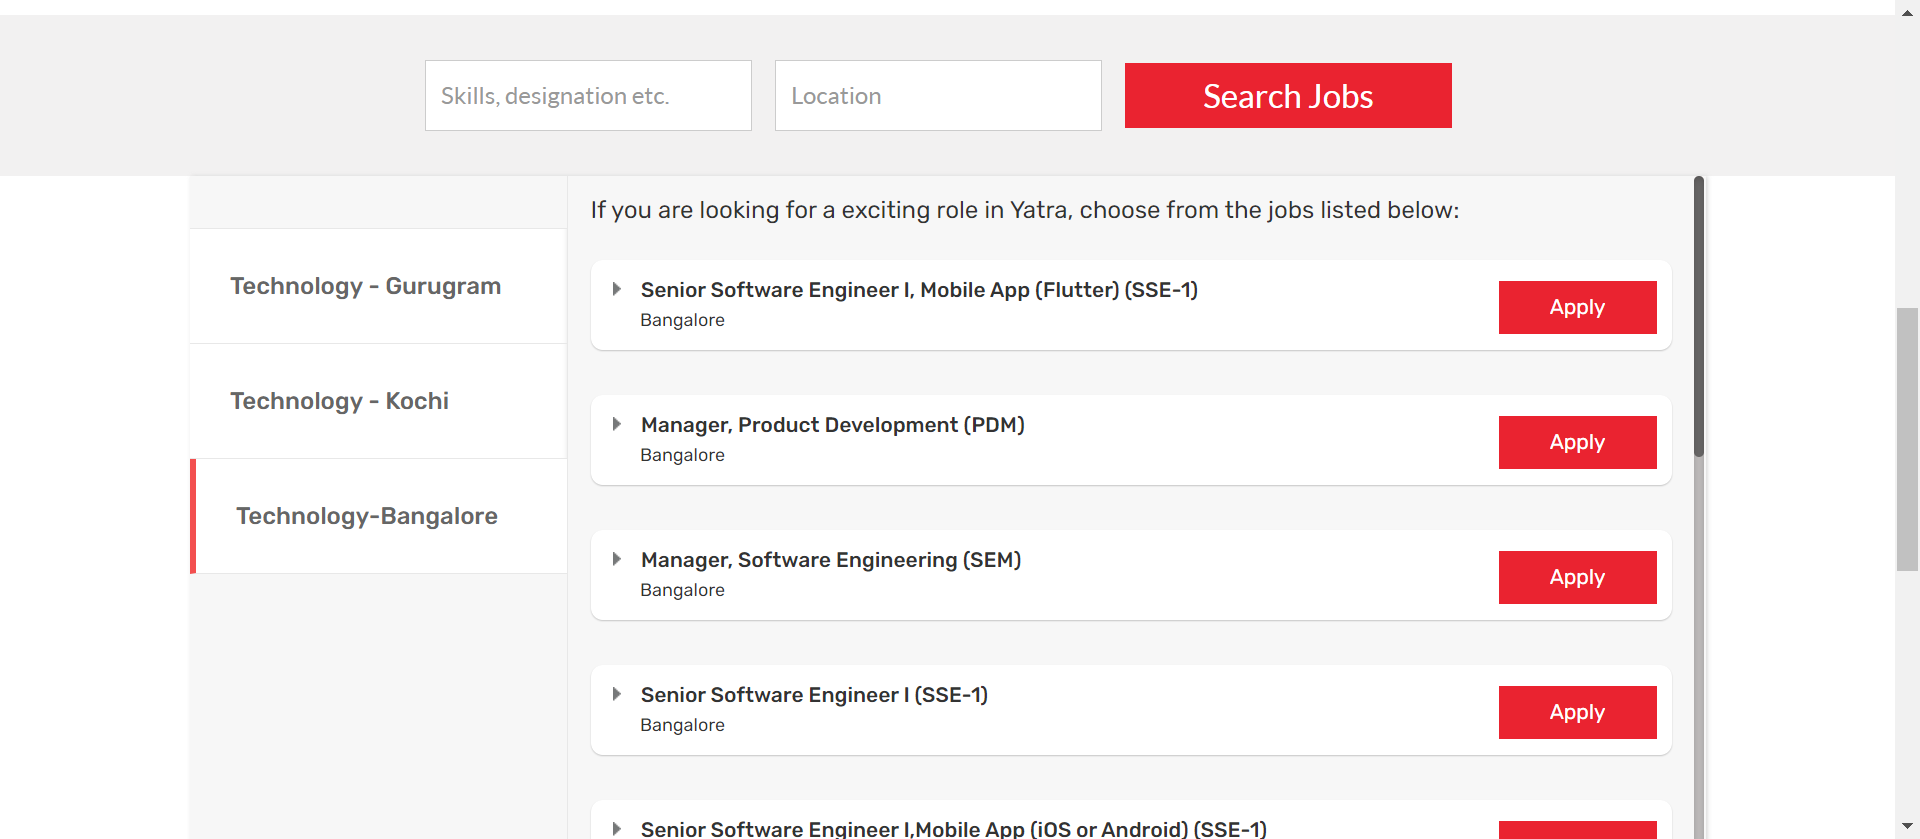 Skills, designation etc.
Location
Search Jobs
Technology - Gurugram
Technology - Kochi
Technology-Bangalore
If you are looking for a exciting role in Yatra, choose from the jobs listed below:
Senior Software Engineer I, Mobile App (Flutter) (SSE-1)
Bangalore
Apply
Manager, Product Development (PDM)
Bangalore
Apply
Manager, Software Engineering (SEM)
Bangalore
Apply
Senior Software Engineer I (SSE-1)
Bangalore
Apply
Senior Software Engineer I,Mobile App (iOS or Android) (SSE-1)